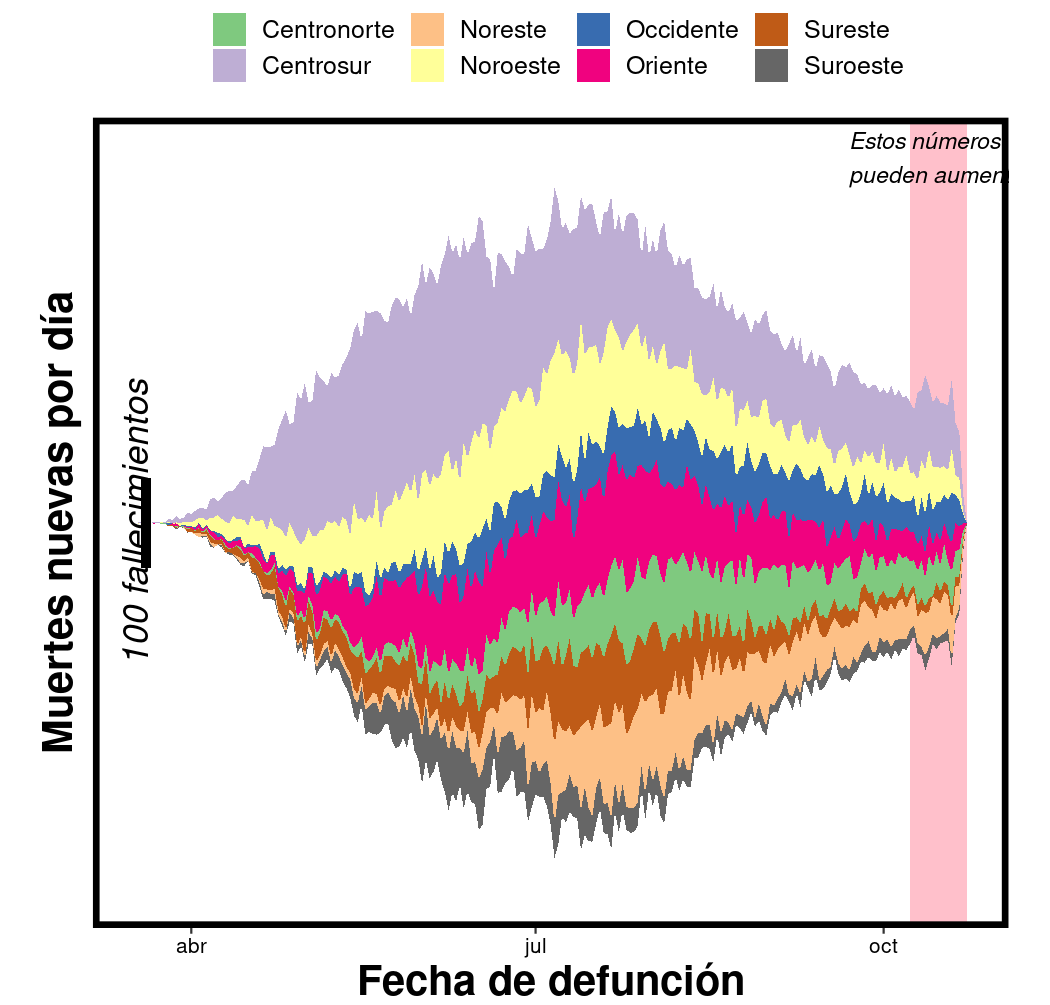 Centronorte Noreste Occidente Sureste
Centrosur Noroeste Oriente Suroeste
Estos números
pueden aumen
Muertes nuevas por día
100 fallecimientos
abr jul oct
Fecha de defunción